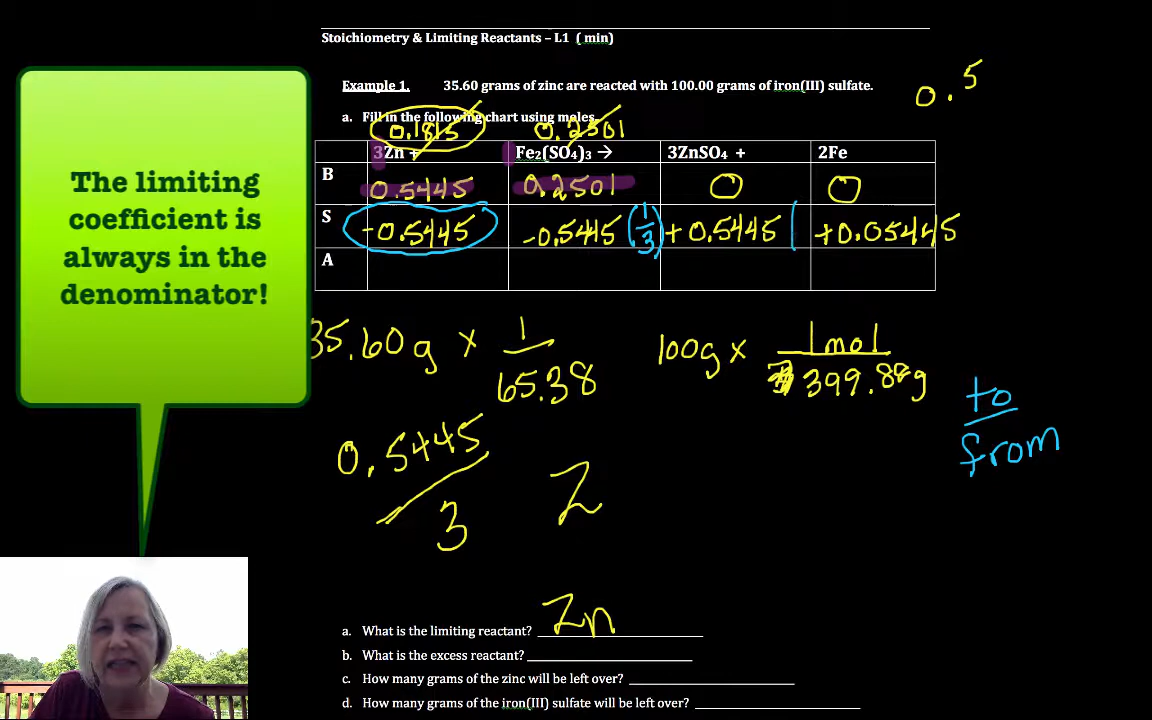 Stoichiometry & Limiting Reactants – L1 ( min)
The limiting
coefficient is
always in the
denominator!
Example 1. 35.60 grams of zinc are reacted with 100.00 grams of iron(III) sulfate.
0.5
a. Fill in the following chart using moles.
0.1815 0.2501
3Zn + Fe₂(SO₄)₃ → 3ZnSO₄ + 2Fe
B 0.5445 0.2501 0 0
S -0.5445 -0.5445 (1/3) +0.5445 ( +0.05445
A
35.60g x 1/65.38 100g x 1mol/399.88g
to
from
0.5445/3 Z
a. What is the limiting reactant? Zn
b. What is the excess reactant?
c. How many grams of the zinc will be left over?
d. How many grams of the iron(III) sulfate will be left over?